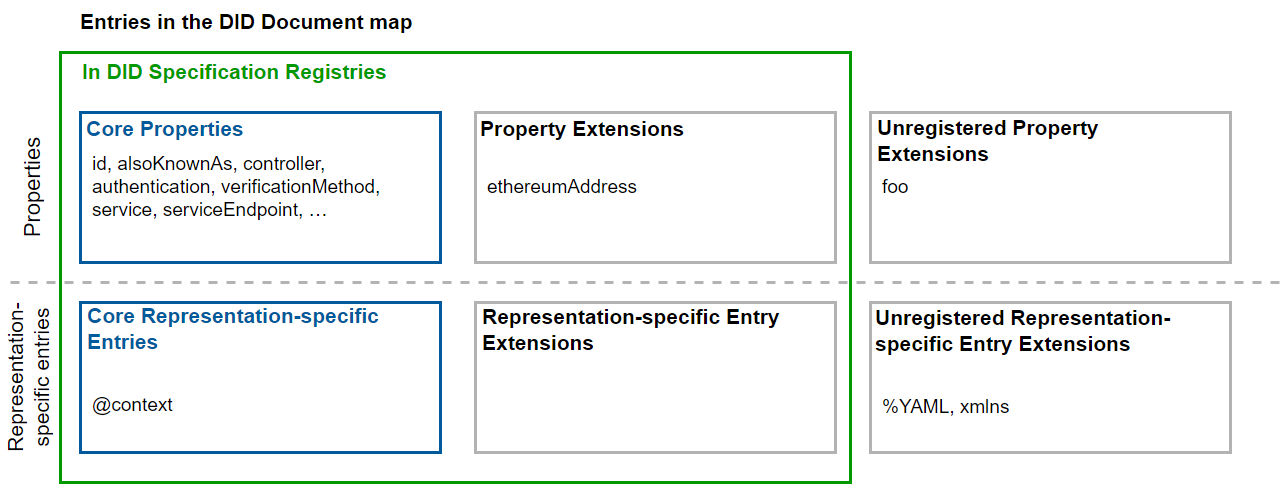 Entries in the DID Document map
In DID Specification Registries
Properties
Core Properties
id, alsoKnownAs, controller,
authentication, verificationMethod,
service, serviceEndpoint, …
Property Extensions
ethereumAddress
Unregistered Property
Extensions
foo
Representation-
specific entries
Core Representation-specific
Entries
@context
Representation-specific Entry
Extensions
Unregistered Representation-
specific Entry Extensions
%YAML, xmlns